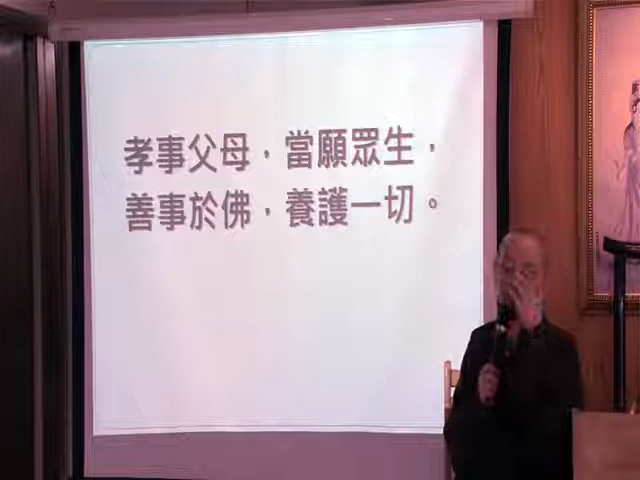 孝事父母，當願眾生，
善事於佛，養護一切。